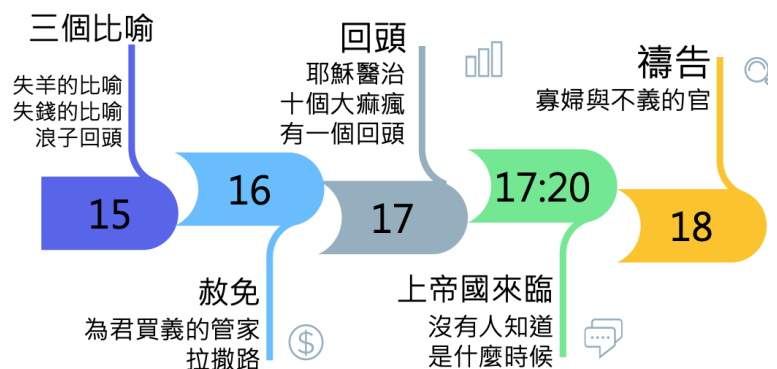 三個比喻
失羊的比喻
失錢的比喻
浪子回頭
15
16
赦免
為君買義的管家
拉撒路
$
回頭
耶穌醫治
十個大痲瘋
有一個回頭
17
17:20
上帝國來臨
沒有人知道
是什麼時候
禱告
寡婦與不義的官
18